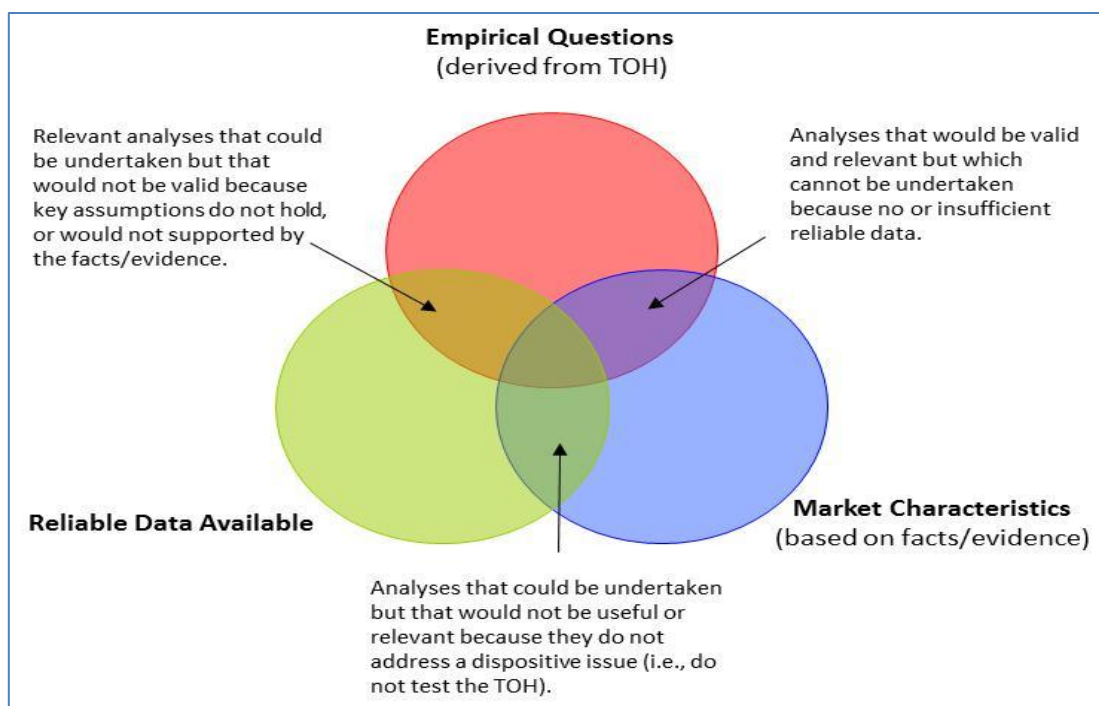 Empirical Questions
(derived from TOH)
Relevant analyses that could
be undertaken but that
would not be valid because
key assumptions do not hold,
or would not supported by
the facts/evidence.
Analyses that would be valid
and relevant but which
cannot be undertaken
because no or insufficient
reliable data.
Reliable Data Available
Market Characteristics
(based on facts/evidence)
Analyses that could be undertaken
but that would not be useful or
relevant because they do not
address a dispositive issue (i.e., do
not test the TOH).